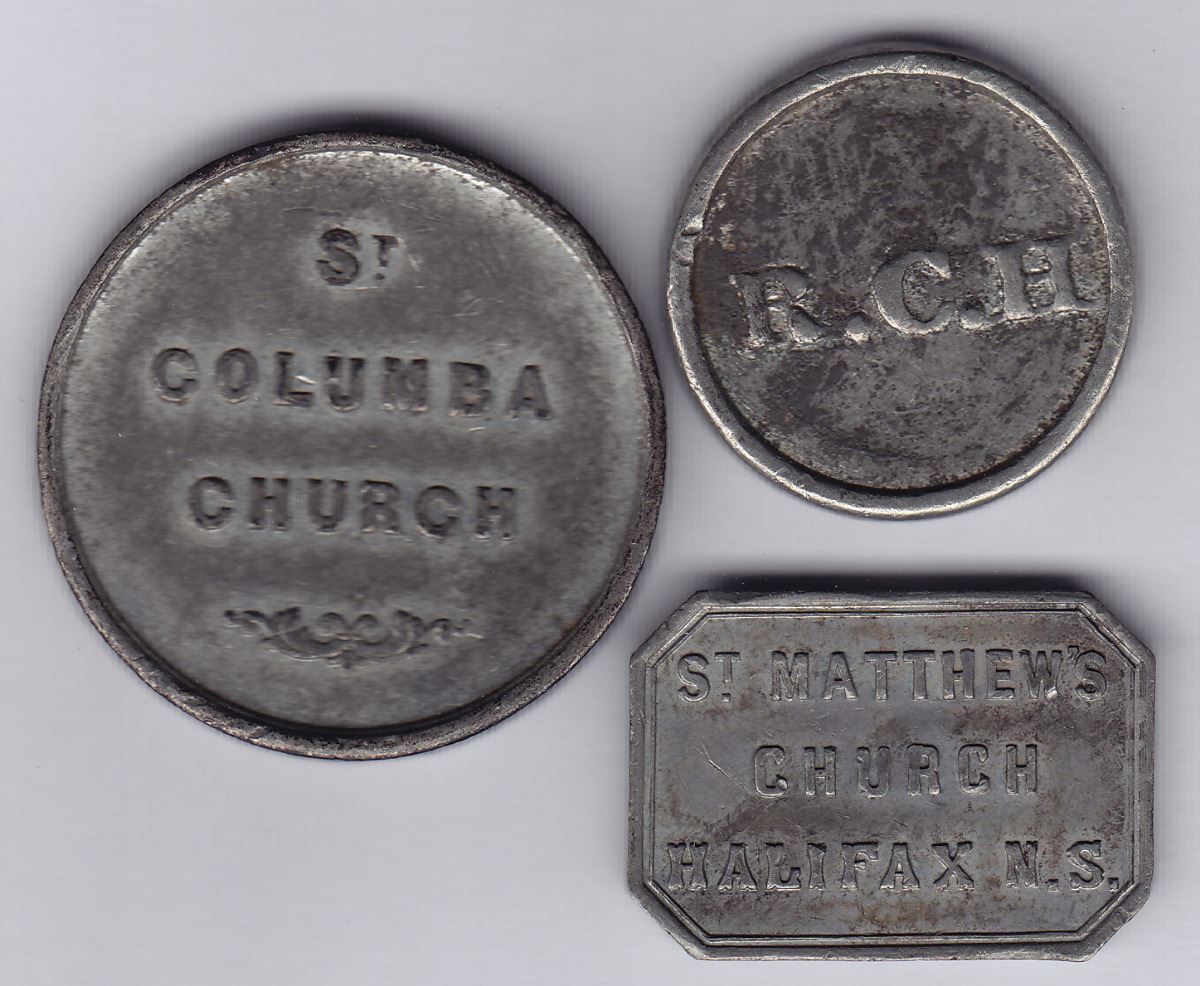 ST
COLUMBA
CHURCH
R.C.H
ST MATTHEW'S
CHURCH
HALIFAX N.S.